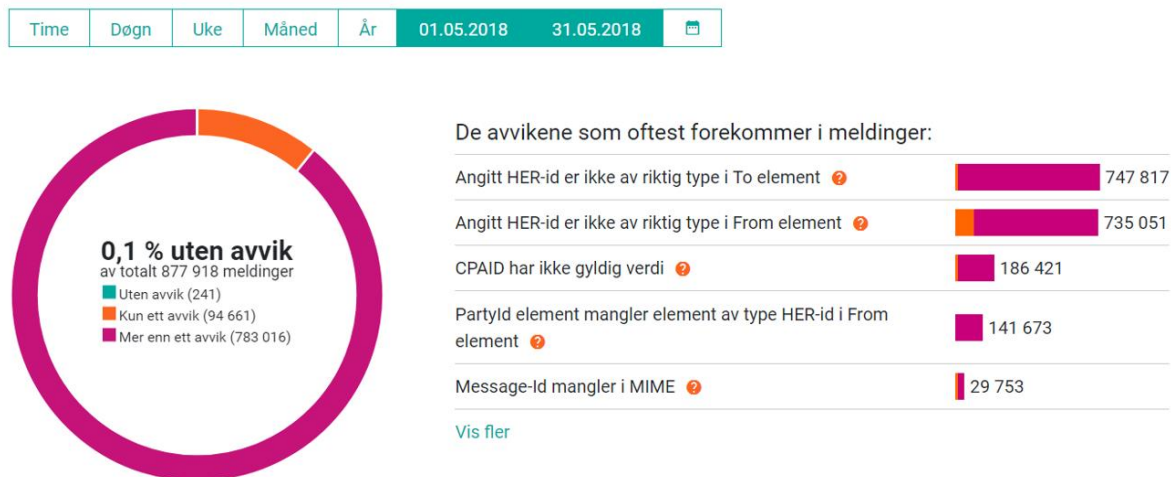 Time Døgn Uke Måned År 01.05.2018 31.05.2018
0,1 % uten avvik
av totalt 877 918 meldinger
Uten avvik (241)
Kun ett avvik (94 661)
Mer enn ett avvik (783 016)
De avvikene som oftest forekommer i meldinger:
Angitt HER-id er ikke av riktig type i To element ? 747 817
Angitt HER-id er ikke av riktig type i From element ? 735 051
CPAID har ikke gyldig verdi ? 186 421
PartyId element mangler element av type HER-id i From
element ? 141 673
Message-Id mangler i MIME ? 29 753
Vis fler